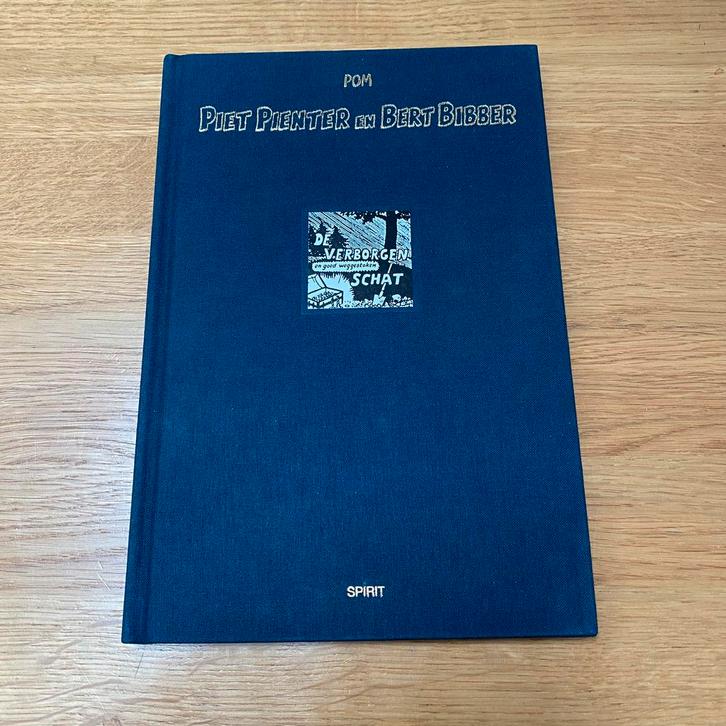 POM
PIET PIENTER EN BERT BIBBER
DE
VERBORGEN
en goed weggestoken
SCHAT
SPIRIT